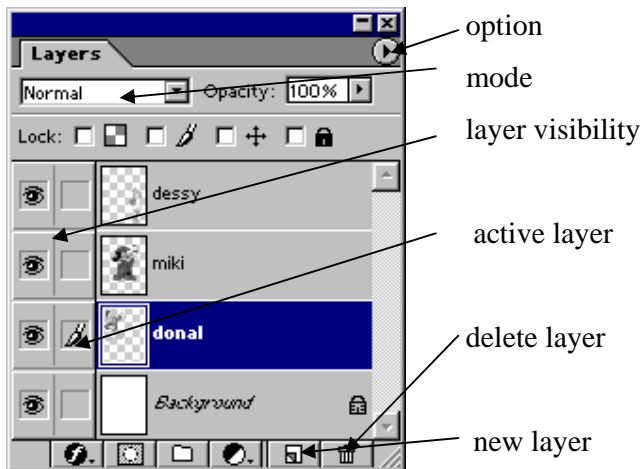 option
Layers
Normal Opacity: 100%
mode
Lock:
layer visibility
dessy
active layer
miki
donal
delete layer
Background
new layer